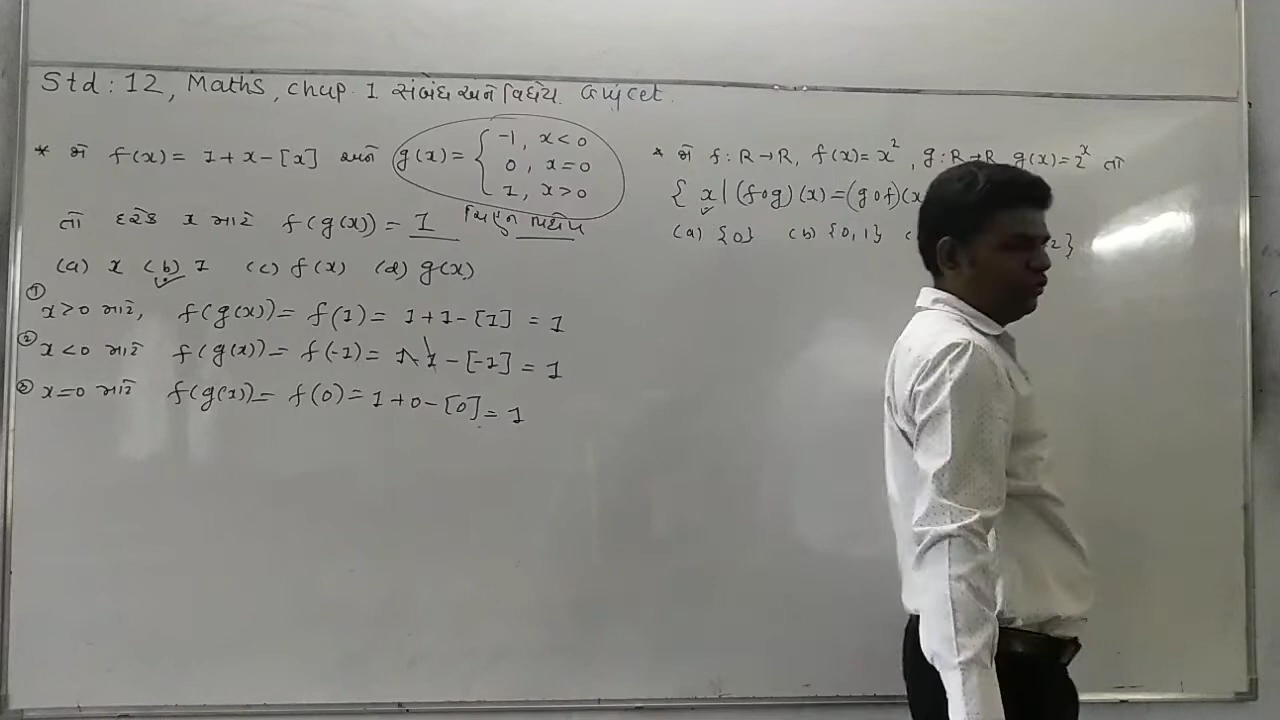 Std : 12, Maths, chap. 1 સંબંધ અને વિધેય. Gujcet.
* જો f(x) = 1+x-[x] અને g(x) = { -1, x<0
0, x=0
1, x>0
તો દરેક x માટે f(g(x)) = 1 ચિહ્ન વિધેય
(a) x (b) 1 (c) f(x) (d) g(x)
① x>0 માટે, f(g(x)) = f(1) = 1+1-[1] = 1
② x<0 માટે f(g(x)) = f(-1) = 1-1-[-1] = 1
③ x=0 માટે f(g(x)) = f(0) = 1+0-[0] = 1
* જો f: R→R, f(x)=x², g: R→R g(x)=2ˣ તો
{ x | (fog)(x) = (gof)(x
(a) {0} (b) {0,1} ( 2}